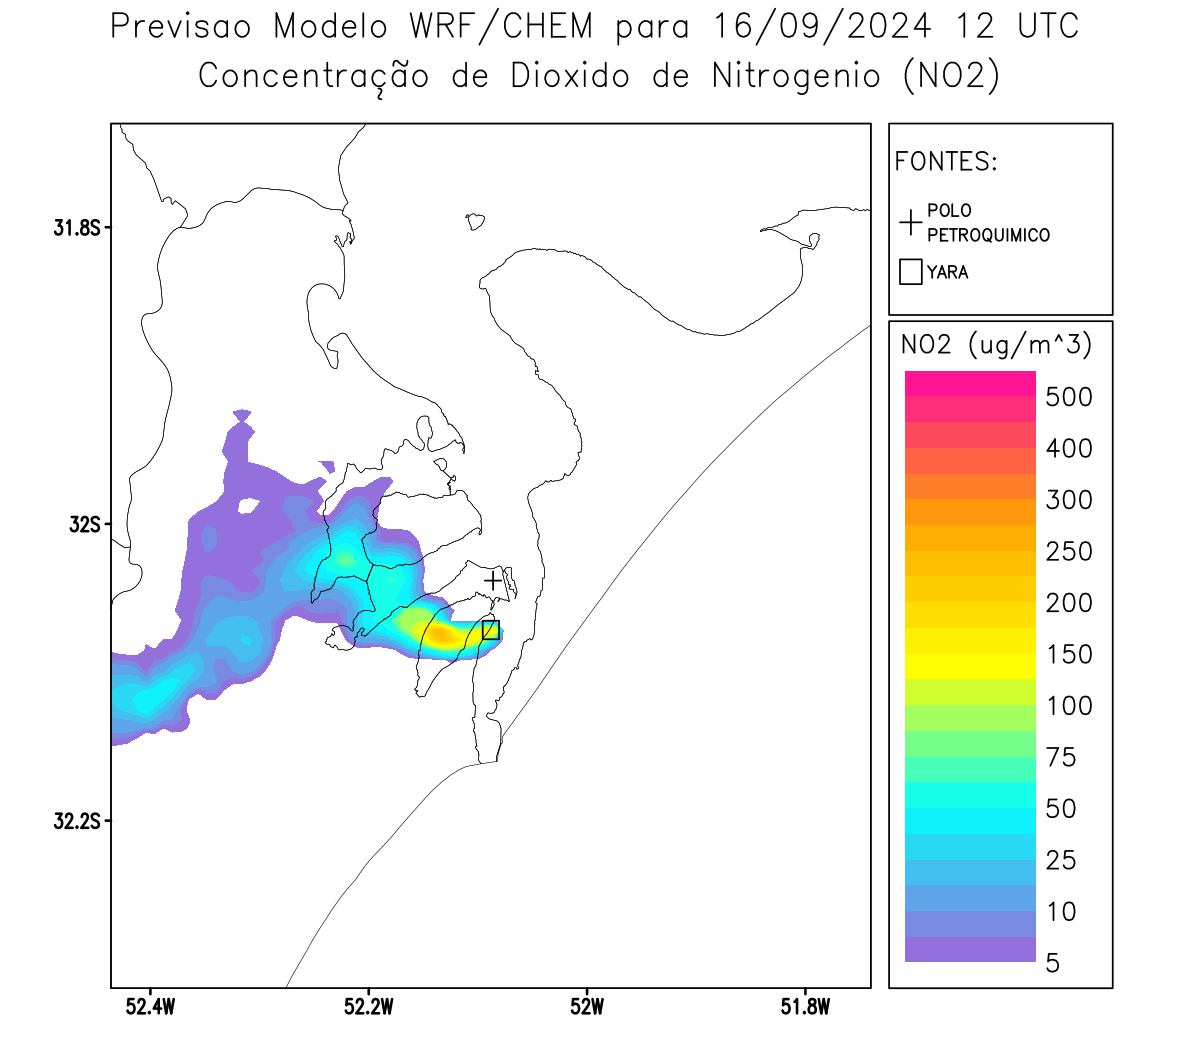 Previsao Modelo WRF/CHEM para 16/09/2024 12 UTC
Concentração de Dioxido de Nitrogenio (NO2)
FONTES:
POLO
PETROQUIMICO
YARA
NO2 (ug/m^3)
500
400
300
250
200
150
100
75
50
25
10
5
31.8S
32S
32.2S
52.4W
52.2W
52W
51.8W